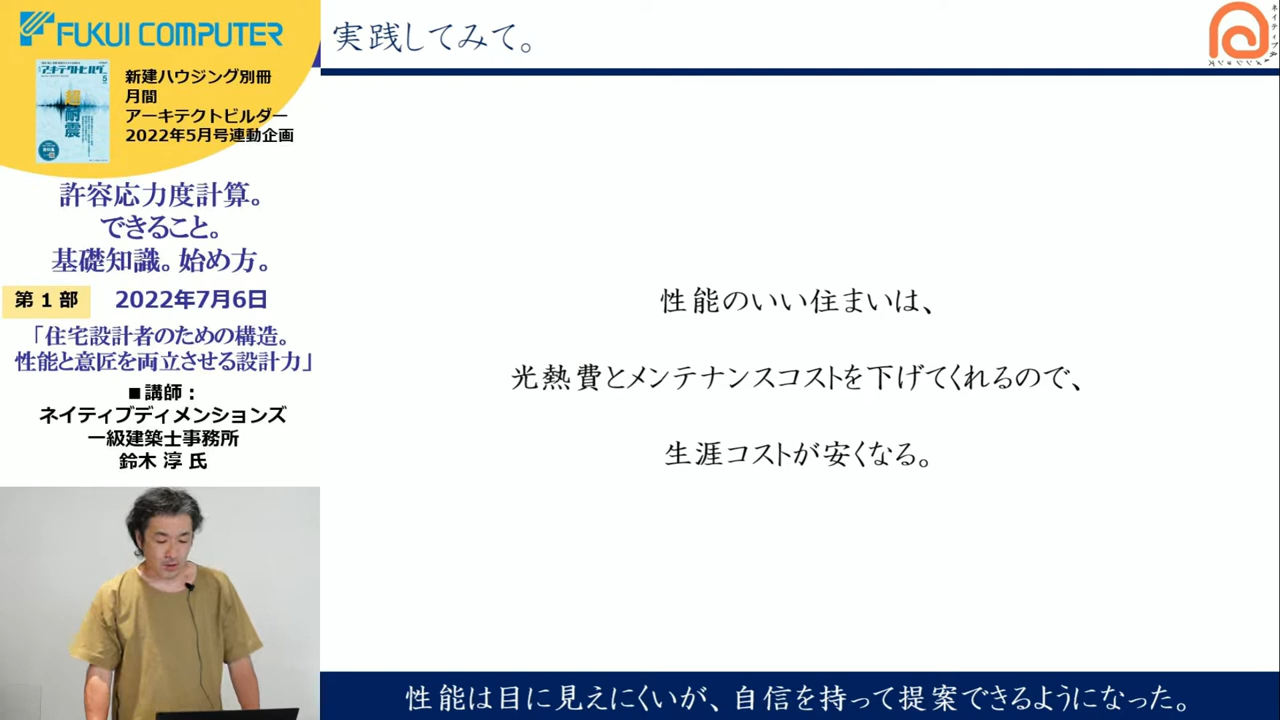 FUKUI COMPUTER
アーキテクトビルダー
5
超
耐震
新建ハウジング別冊
月間
アーキテクトビルダー
2022年5月号連動企画
許容応力度計算。
できること。
基礎知識。始め方。
第1部 2022年7月6日
「住宅設計者のための構造。
性能と意匠を両立させる設計力」
■講師：
ネイティブディメンションズ
一級建築士事務所
鈴木 淳 氏
実践してみて。
性能のいい住まいは、
光熱費とメンテナンスコストを下げてくれるので、
生涯コストが安くなる。
性能は目に見えにくいが、自信を持って提案できるようになった。